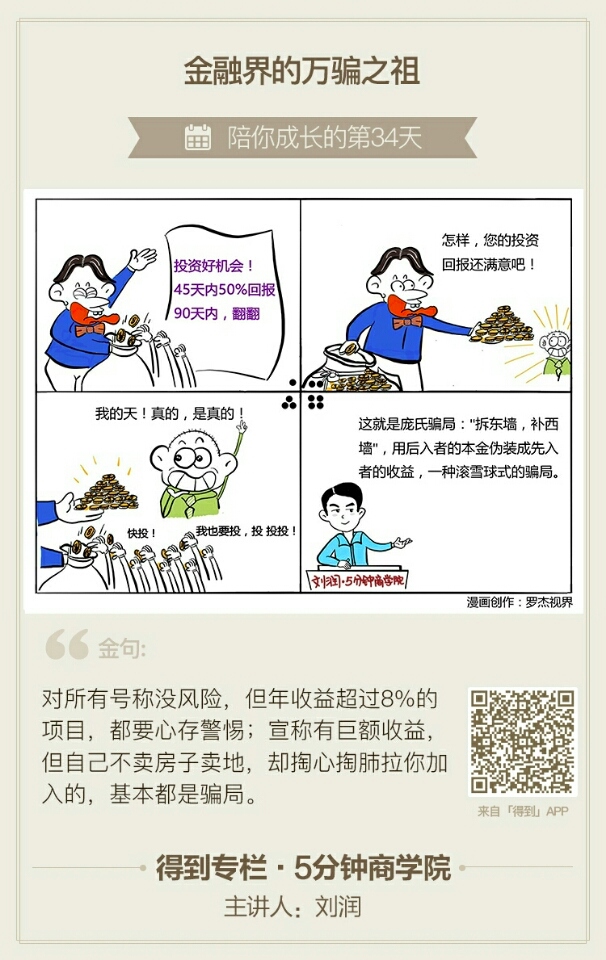 金融界的万骗之祖
陪你成长的第34天
投资好机会！
45天内50%回报
90天内，翻翻
怎样，您的投资
回报还满意吧！
我的天！真的，是真的！
快投！
我也要投，投 投投！
这就是庞氏骗局："拆东墙，补西
墙"，用后入者的本金伪装成先入
者的收益，一种滚雪球式的骗局。
刘润·5分钟商学院
漫画创作：罗杰视界
金句:
对所有号称没风险，但年收益超过8%的
项目，都要心存警惕；宣称有巨额收益，
但自己不卖房子卖地，却掏心掏肺拉你加
入的，基本都是骗局。
来自「得到」APP
得到专栏·5分钟商学院
主讲人：刘润